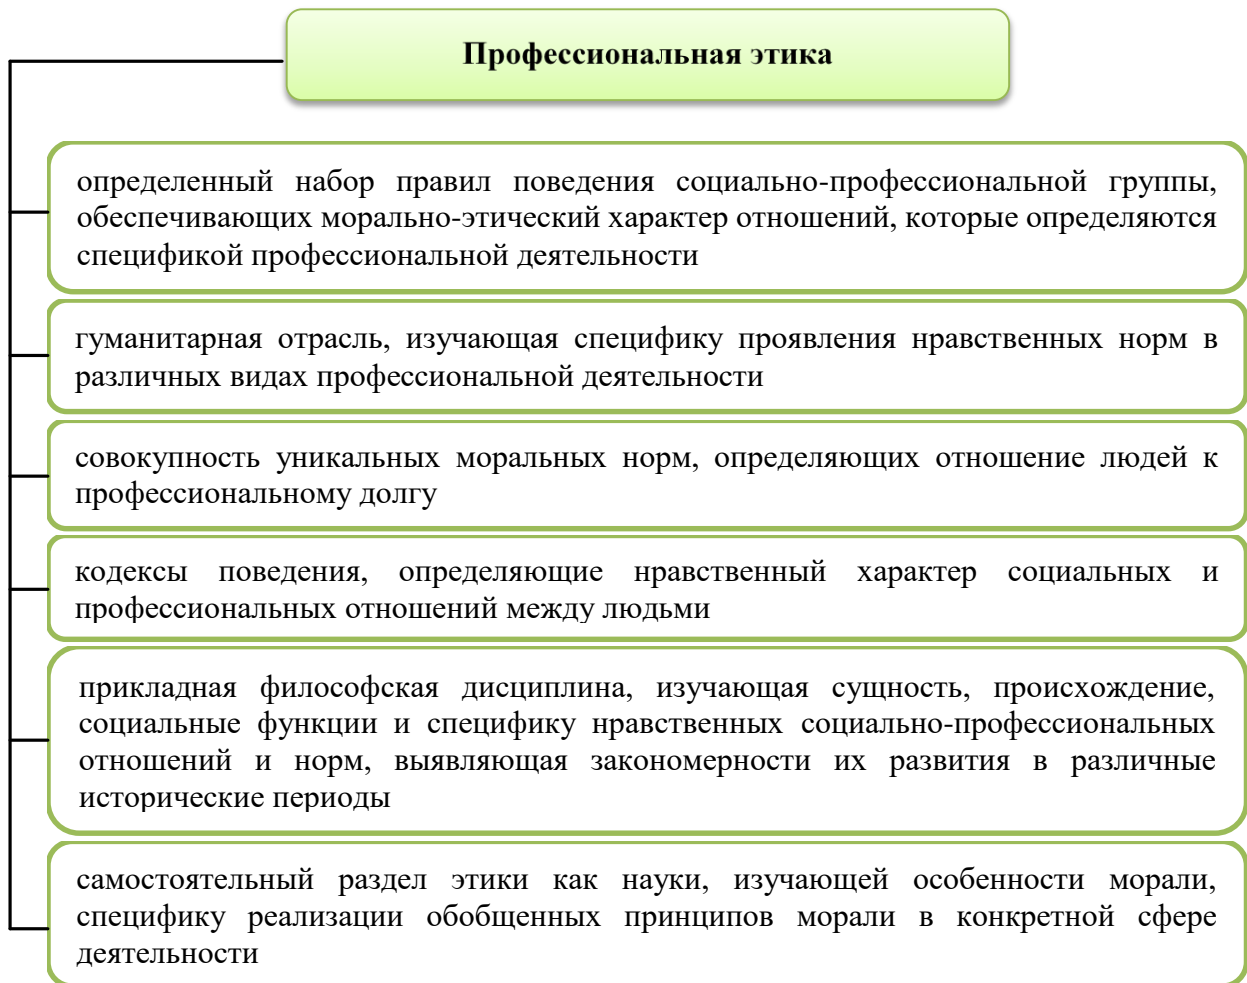 Профессиональная этика
определенный набор правил поведения социально-профессиональной группы,
обеспечивающих морально-этический характер отношений, которые определяются
спецификой профессиональной деятельности
гуманитарная отрасль, изучающая специфику проявления нравственных норм в
различных видах профессиональной деятельности
совокупность уникальных моральных норм, определяющих отношение людей к
профессиональному долгу
кодексы поведения, определяющие нравственный характер социальных и
профессиональных отношений между людьми
прикладная философская дисциплина, изучающая сущность, происхождение,
социальные функции и специфику нравственных социально-профессиональных
отношений и норм, выявляющая закономерности их развития в различные
исторические периоды
самостоятельный раздел этики как науки, изучающей особенности морали,
специфику реализации обобщенных принципов морали в конкретной сфере
деятельности